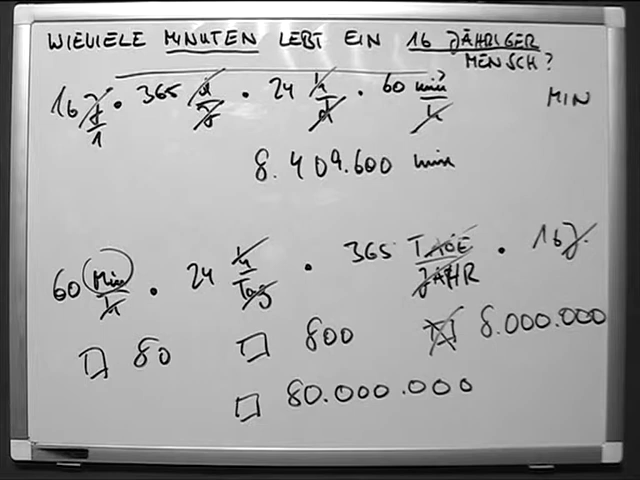 WIEVIELE MINUTEN LEBT EIN 16 JÄHRIGER
MENSCH?
16 J/1 · 365 d/J · 24 h/d · 60 min/h MIN
8.409.600 min
60 Min/h · 24 h/Tag · 365 TAGE/JAHR · 16 J
80 800 8.000.000
80.000.000